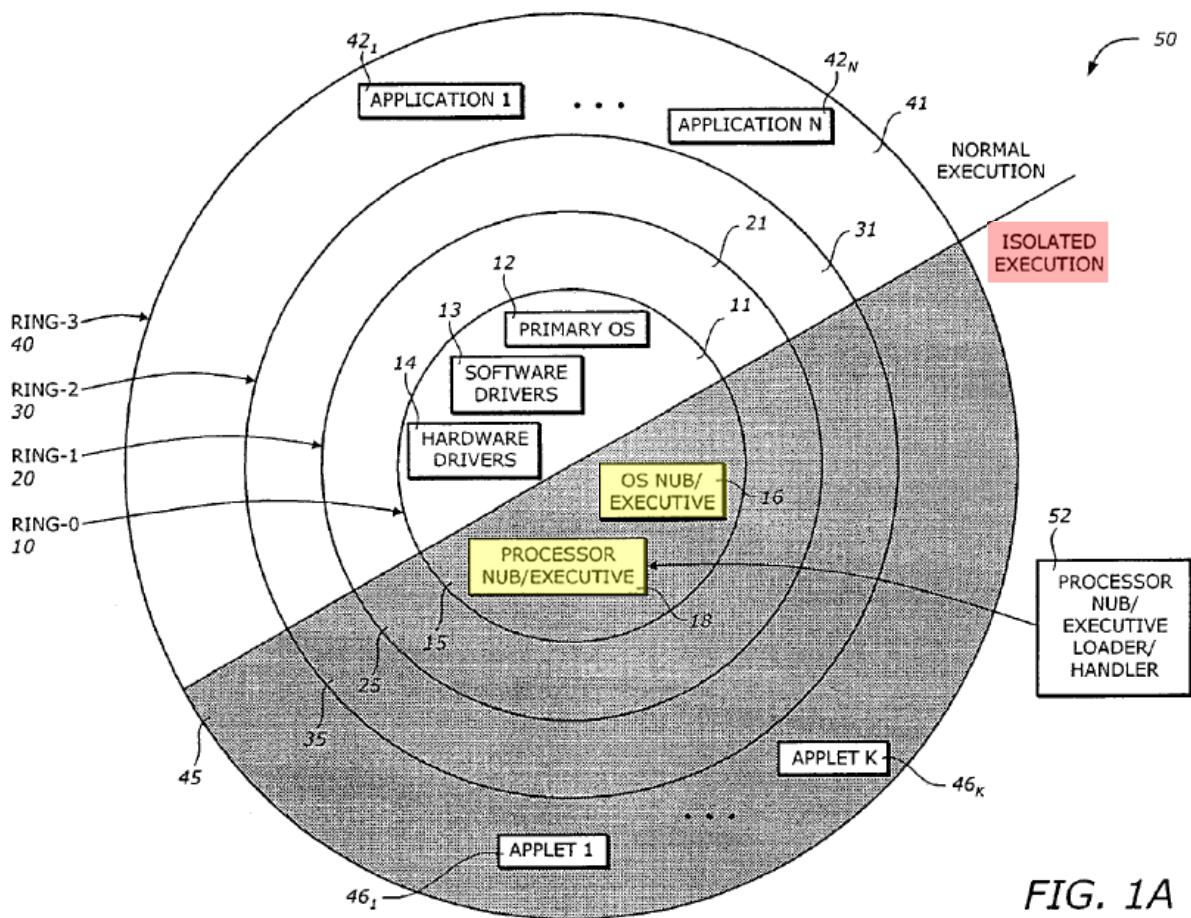 42₁
APPLICATION 1
. . .
42N
APPLICATION N
41
50
NORMAL
EXECUTION
ISOLATED
EXECUTION
21
31
12
PRIMARY OS
11
13
SOFTWARE
DRIVERS
14
HARDWARE
DRIVERS
RING-3
40
RING-2
30
RING-1
20
RING-0
10
OS NUB/
EXECUTIVE
16
PROCESSOR
NUB/EXECUTIVE
18
15
25
35
45
52
PROCESSOR
NUB/
EXECUTIVE
LOADER/
HANDLER
APPLET K
46K
. . .
APPLET 1
46₁
FIG. 1A